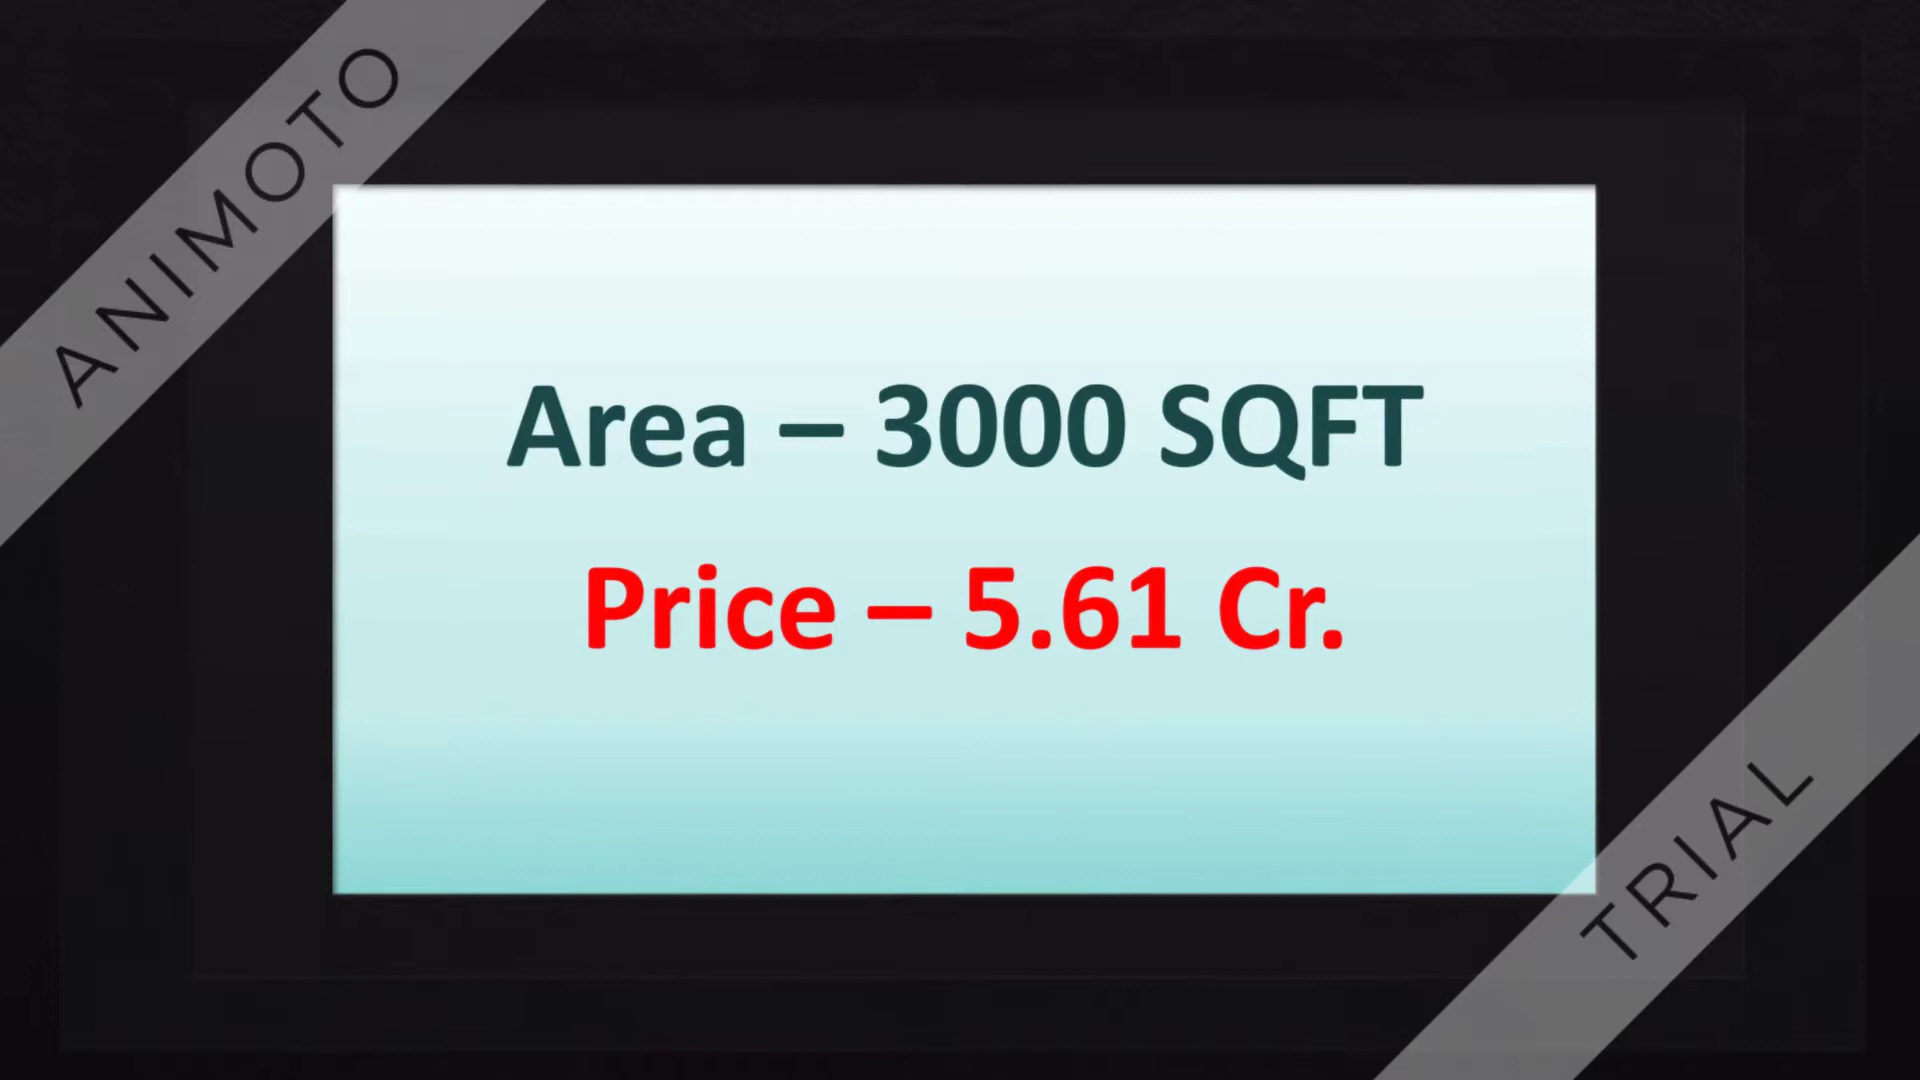 ANIMOTO
Area – 3000 SQFT
Price – 5.61 Cr.
TRIAL